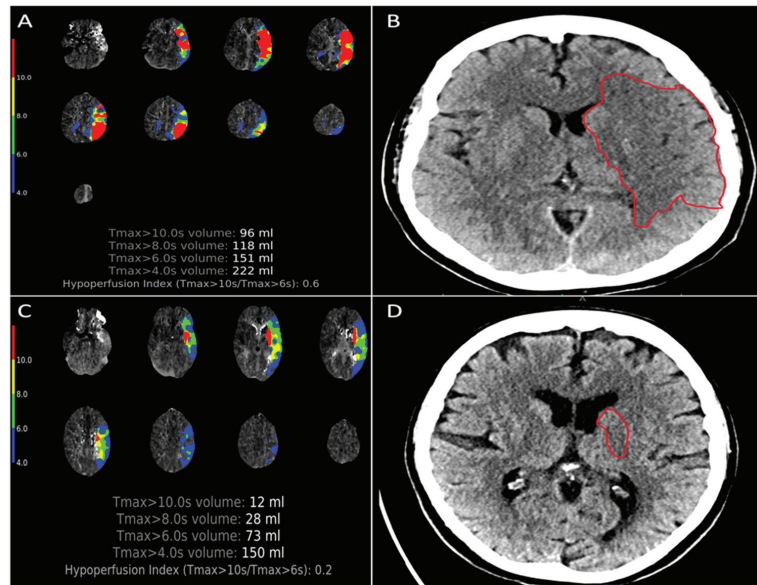 A
10.0
8.0
6.0
4.0
Tmax>10.0s volume: 96 ml
Tmax>8.0s volume: 118 ml
Tmax>6.0s volume: 151 ml
Tmax>4.0s volume: 222 ml
Hypoperfusion Index (Tmax>10s/Tmax>6s): 0.6
B
C
10.0
8.0
6.0
4.0
Tmax>10.0s volume: 12 ml
Tmax>8.0s volume: 28 ml
Tmax>6.0s volume: 73 ml
Tmax>4.0s volume: 150 ml
Hypoperfusion Index (Tmax>10s/Tmax>6s): 0.2
D